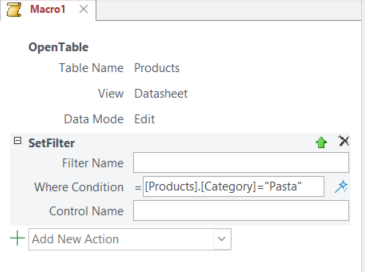 Macro1
OpenTable
Table Name Products
View Datasheet
Data Mode Edit
SetFilter
Filter Name
Where Condition =[Products].[Category]="Pasta"
Control Name
Add New Action